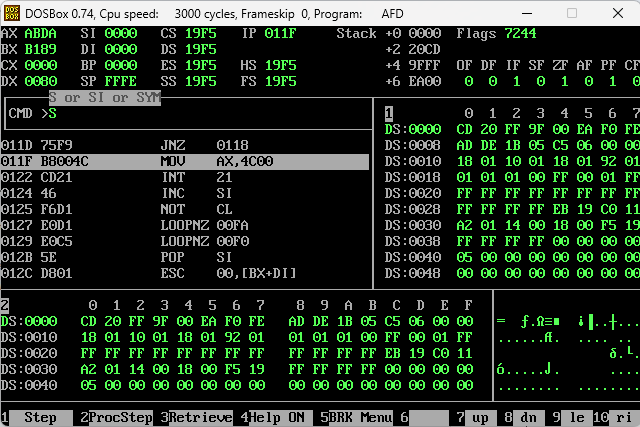 DOSBox 0.74, Cpu speed: 3000 cycles, Frameskip 0, Program: AFD
AX ABDA SI 0000 CS 19F5 IP 011F Stack +0 0000 Flags 7244
BX B189 DI 0000 DS 19F5 +2 20CD
CX 0000 BP 0000 ES 19F5 HS 19F5 +4 9FFF OF DF IF SF ZF AF PF CF
DX 0080 SP FFFE SS 19F5 FS 19F5 +6 EA00 0 0 1 0 1 0 1 0
S or SI or SYM
CMD >S
1 0 1 2 3 4 5 6 7
DS:0000 CD 20 FF 9F 00 EA F0 FE
011D 75F9 JNZ 0118 DS:0008 AD DE 1B 05 C5 06 00 00
011F B8004C MOV AX,4C00 DS:0010 18 01 10 01 18 01 92 01
0122 CD21 INT 21 DS:0018 01 01 01 00 FF 00 01 FF
0124 46 INC SI DS:0020 FF FF FF FF FF FF FF FF
0125 F6D1 NOT CL DS:0028 FF FF FF FF EB 19 C0 11
0127 E0D1 LOOPNZ 00FA DS:0030 A2 01 14 00 18 00 F5 19
0129 E0C5 LOOPNZ 00F0 DS:0038 FF FF FF FF 00 00 00 00
012B 5E POP SI DS:0040 05 00 00 00 00 00 00 00
012C D801 ESC 00,[BX+DI] DS:0048 00 00 00 00 00 00 00 00
2 0 1 2 3 4 5 6 7 8 9 A B C D E F
DS:0000 CD 20 FF 9F 00 EA F0 FE AD DE 1B 05 C5 06 00 00 = ƒ.Ω≡■ ¡▐..┼...
DS:0010 18 01 10 01 18 01 92 01 01 01 01 00 FF 00 01 FF ......Æ. .... ..
DS:0020 FF FF FF FF FF FF FF FF FF FF FF FF EB 19 C0 11 δ.└.
DS:0030 A2 01 14 00 18 00 F5 19 FF FF FF FF 00 00 00 00 ó.....⌡. ....
DS:0040 05 00 00 00 00 00 00 00 00 00 00 00 00 00 00 00 ........ ........
1 Step 2ProcStep 3Retrieve 4Help ON 5BRK Menu 6 7 up 8 dn 9 le 10 ri